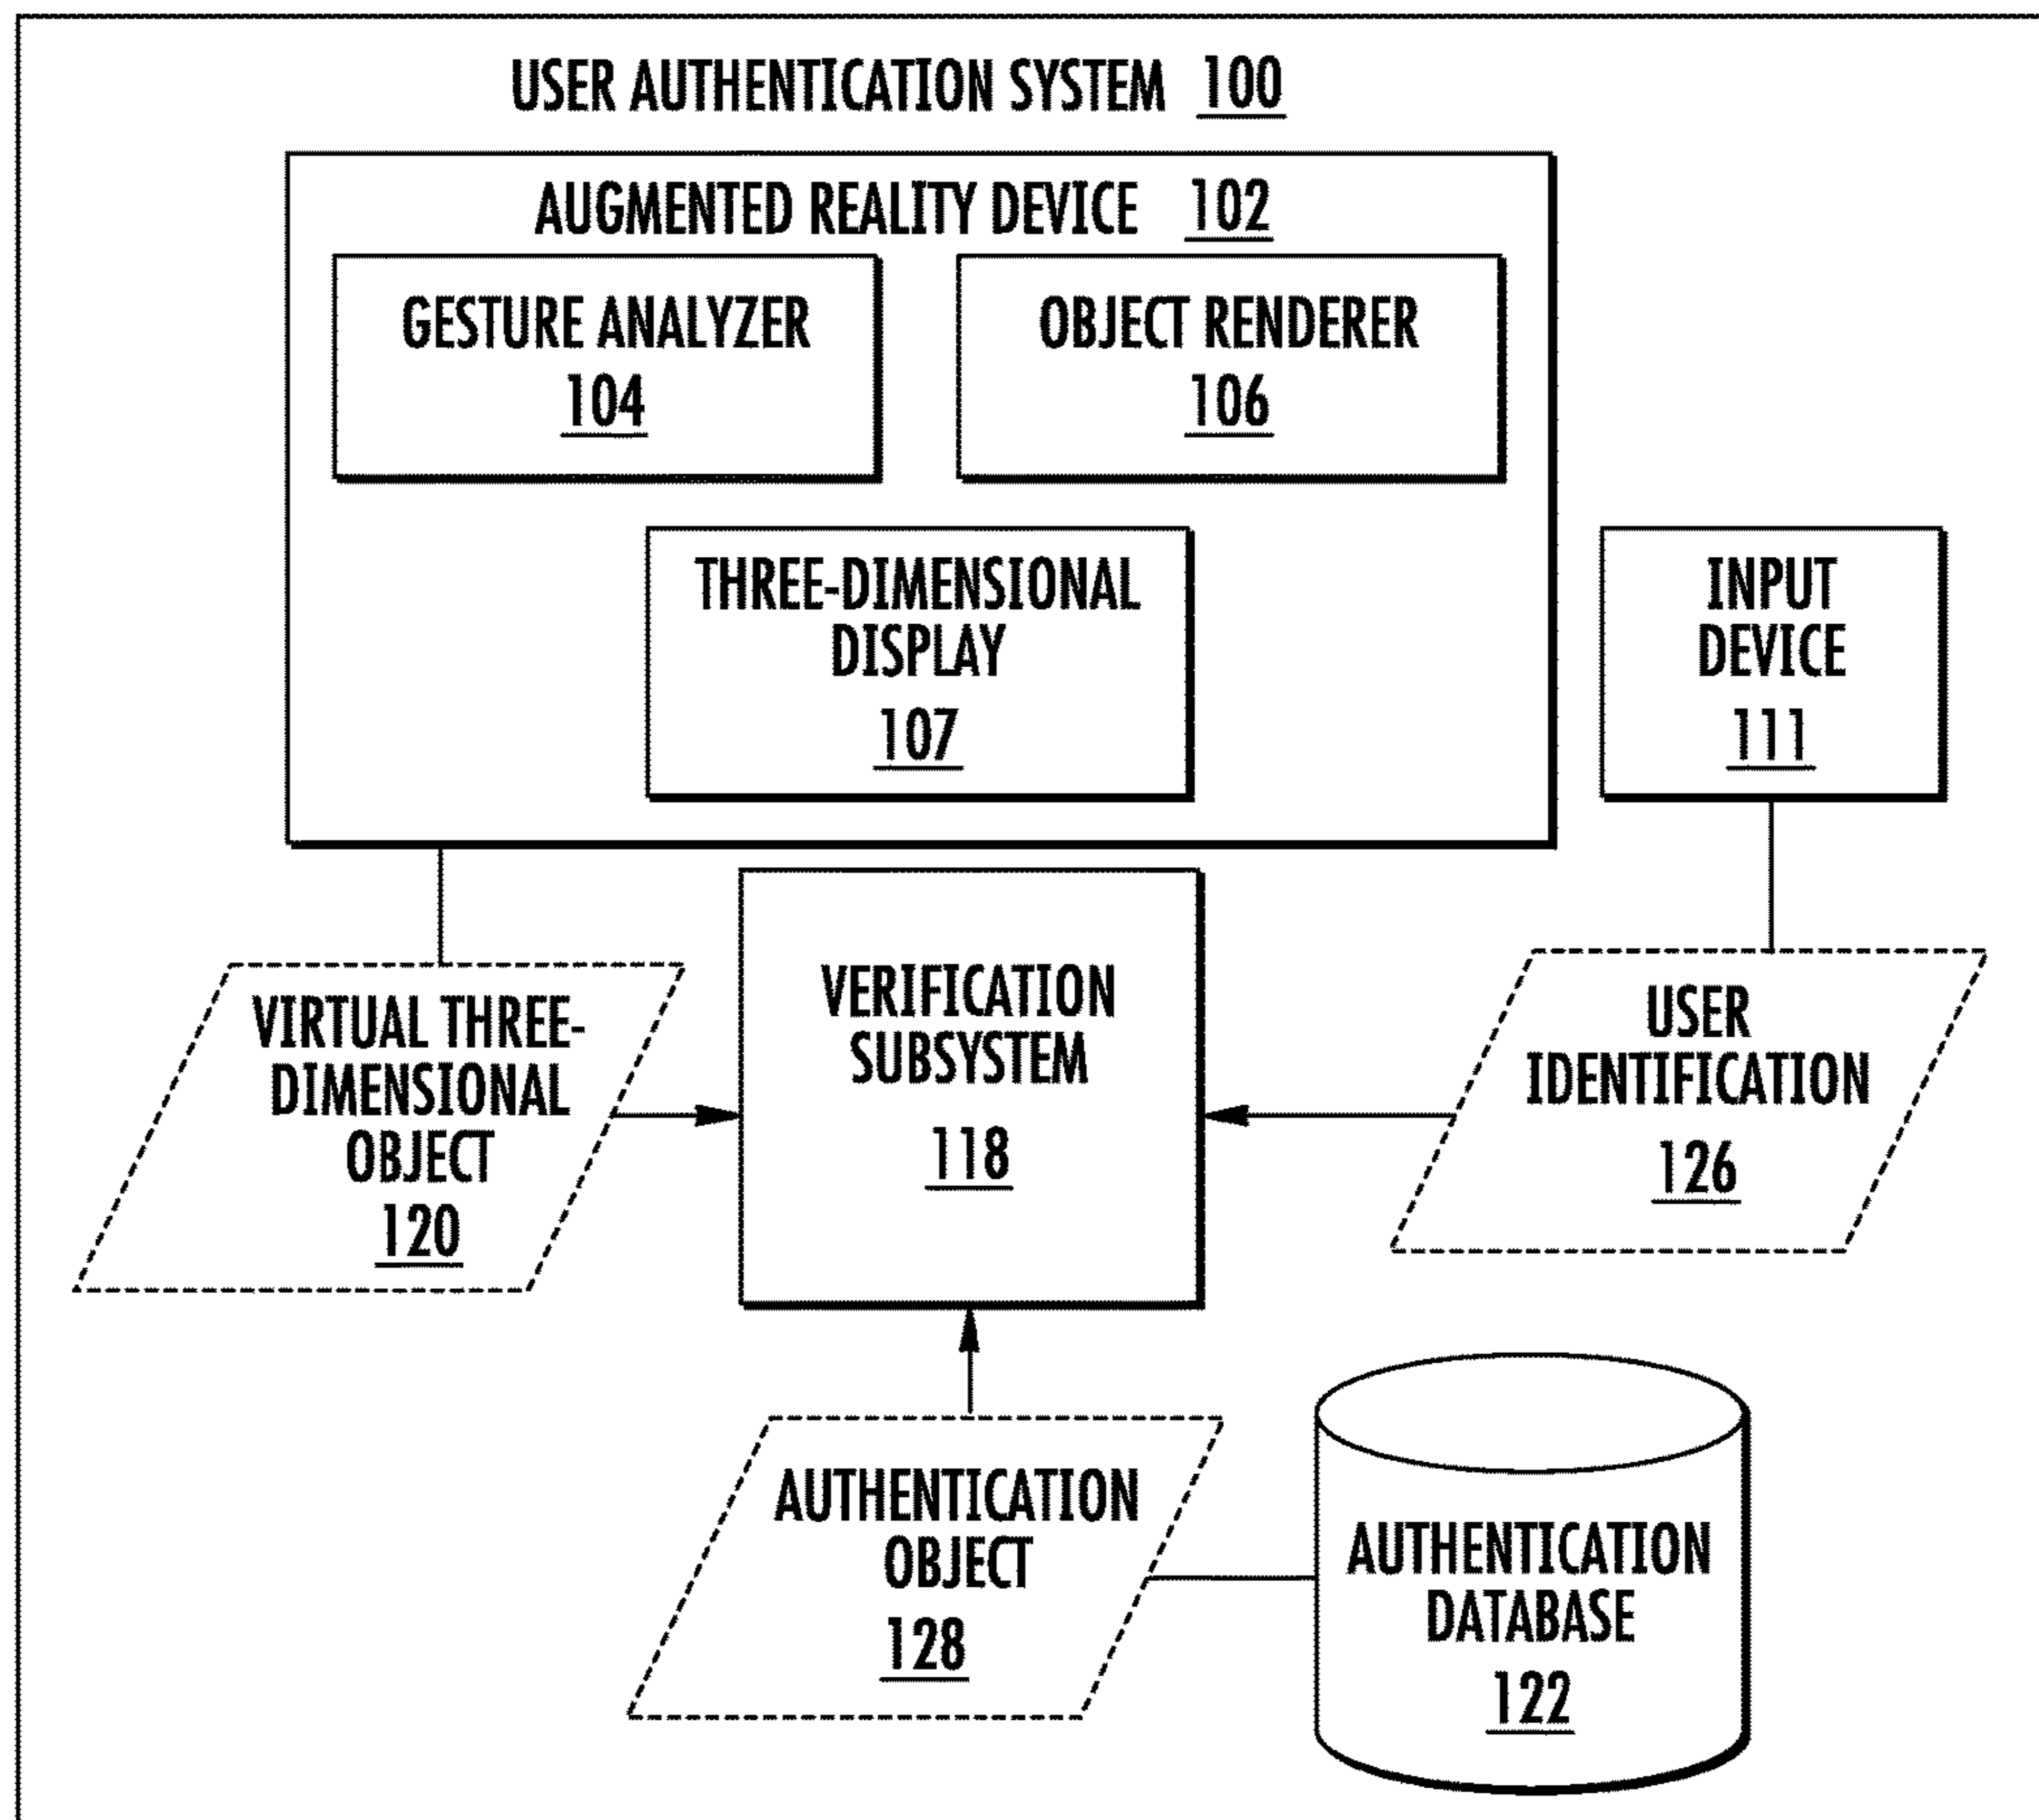 USER AUTHENTICATION SYSTEM 100
AUGMENTED REALITY DEVICE 102
GESTURE ANALYZER
104
OBJECT RENDERER
106
THREE-DIMENSIONAL
DISPLAY
107
INPUT
DEVICE
111
VIRTUAL THREE-
DIMENSIONAL
OBJECT
120
VERIFICATION
SUBSYSTEM
118
USER
IDENTIFICATION
126
AUTHENTICATION
OBJECT
128
AUTHENTICATION
DATABASE
122